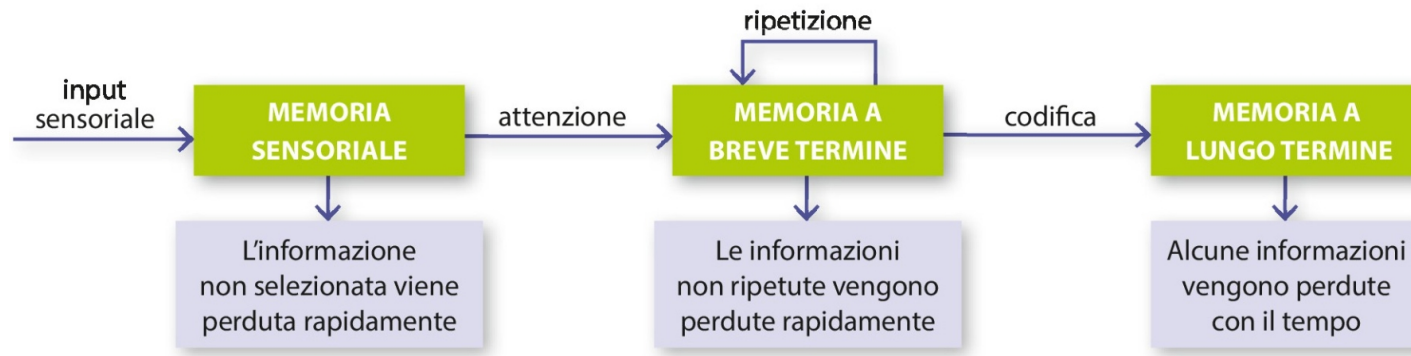 ripetizione
input
sensoriale
MEMORIA
SENSORIALE
attenzione
MEMORIA A
BREVE TERMINE
codifica
MEMORIA A
LUNGO TERMINE
L'informazione
non selezionata viene
perduta rapidamente
Le informazioni
non ripetute vengono
perdute rapidamente
Alcune informazioni
vengono perdute
con il tempo